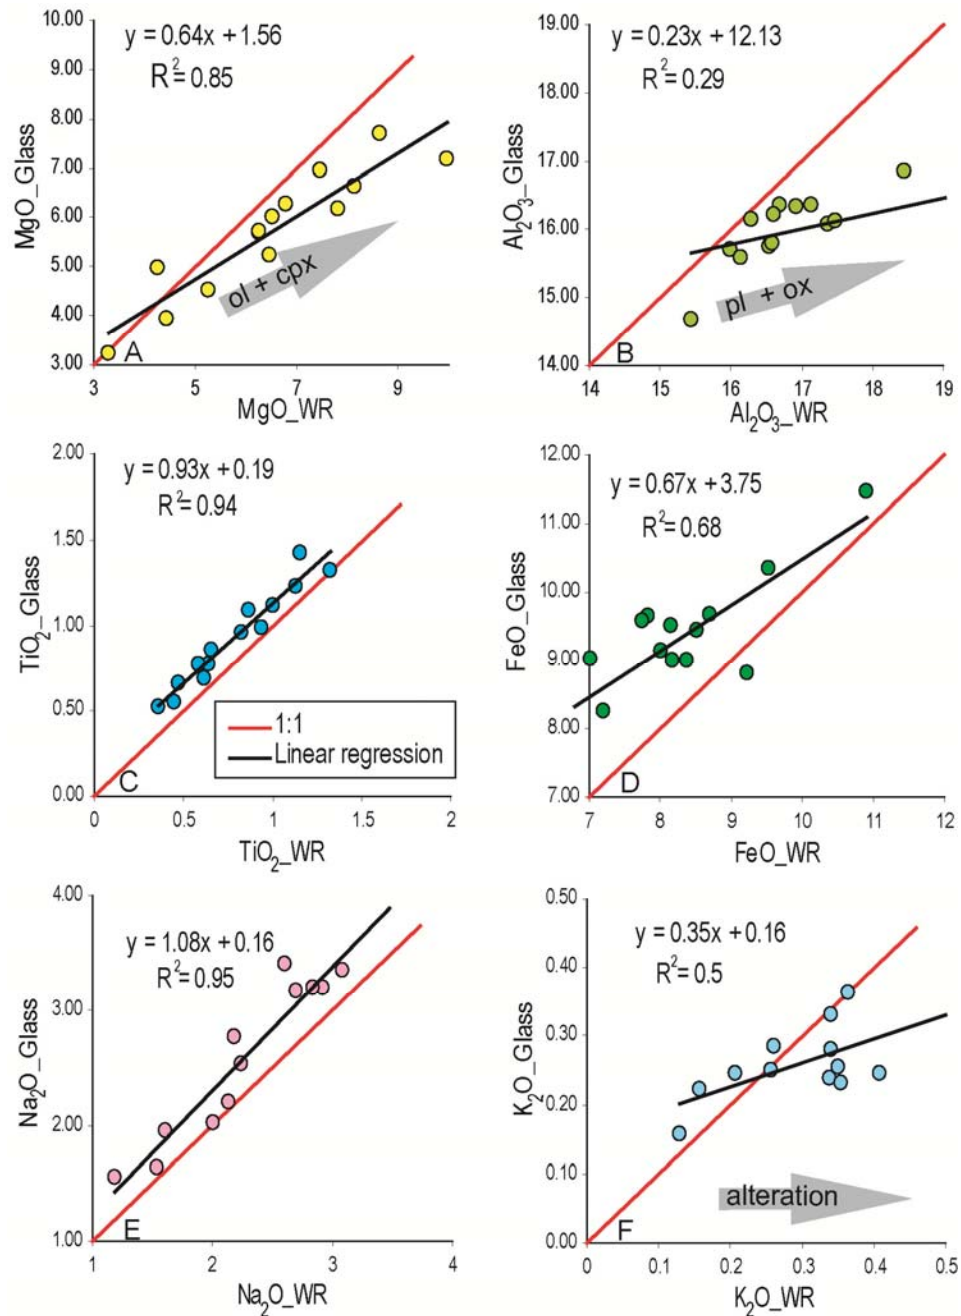 10.00
9.00
8.00
7.00
6.00
5.00
4.00
3.00
MgO_Glass
y = 0.64x + 1.56
R²= 0.85
ol + cpx
A
3 5 7 9
MgO_WR
19.00
18.00
17.00
16.00
15.00
14.00
Al₂O₃_Glass
y = 0.23x + 12.13
R²= 0.29
pl + ox
B
14 15 16 17 18 19
Al₂O₃_WR
2.00
1.50
1.00
0.50
0.00
TiO₂_Glass
y = 0.93x + 0.19
R²= 0.94
1:1
Linear regression
C
0 0.5 1 1.5 2
TiO₂_WR
12.00
11.00
10.00
9.00
8.00
7.00
FeO_Glass
y = 0.67x + 3.75
R²= 0.68
D
7 8 9 10 11 12
FeO_WR
4.00
3.00
2.00
1.00
Na₂O_Glass
y = 1.08x + 0.16
R²= 0.95
E
1 2 3 4
Na₂O_WR
0.50
0.40
0.30
0.20
0.10
0.00
K₂O_Glass
y = 0.35x + 0.16
R²= 0.5
alteration
F
0 0.1 0.2 0.3 0.4 0.5
K₂O_WR